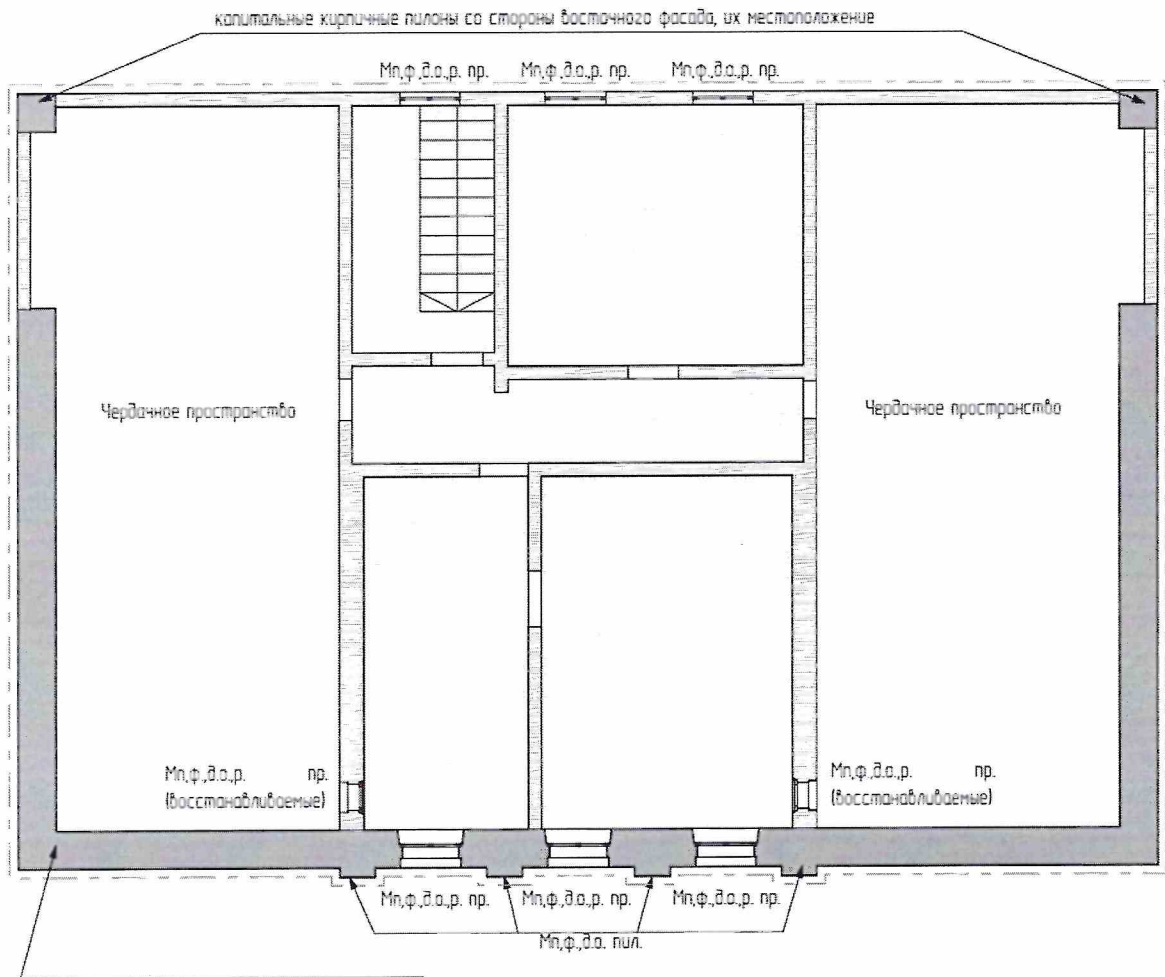 капитальные кирпичные пилоны со стороны восточного фасада, их местоположение
Мп,ф.,д.о.,р. пр.
Мп,ф.,д.о.,р. пр.
Мп,ф.,д.о.,р. пр.
Чердачное пространство
Чердачное пространство
Мп,ф.,д.о.,р. пр.
(восстанавливаемые)
Мп,ф.,д.о.,р. пр.
(восстанавливаемые)
Мп,ф.,д.о.,р. пр.
Мп,ф.,д.о.,р. пр.
Мп,ф.,д.о.,р. пр.
Мп,ф.,д.о. пил.